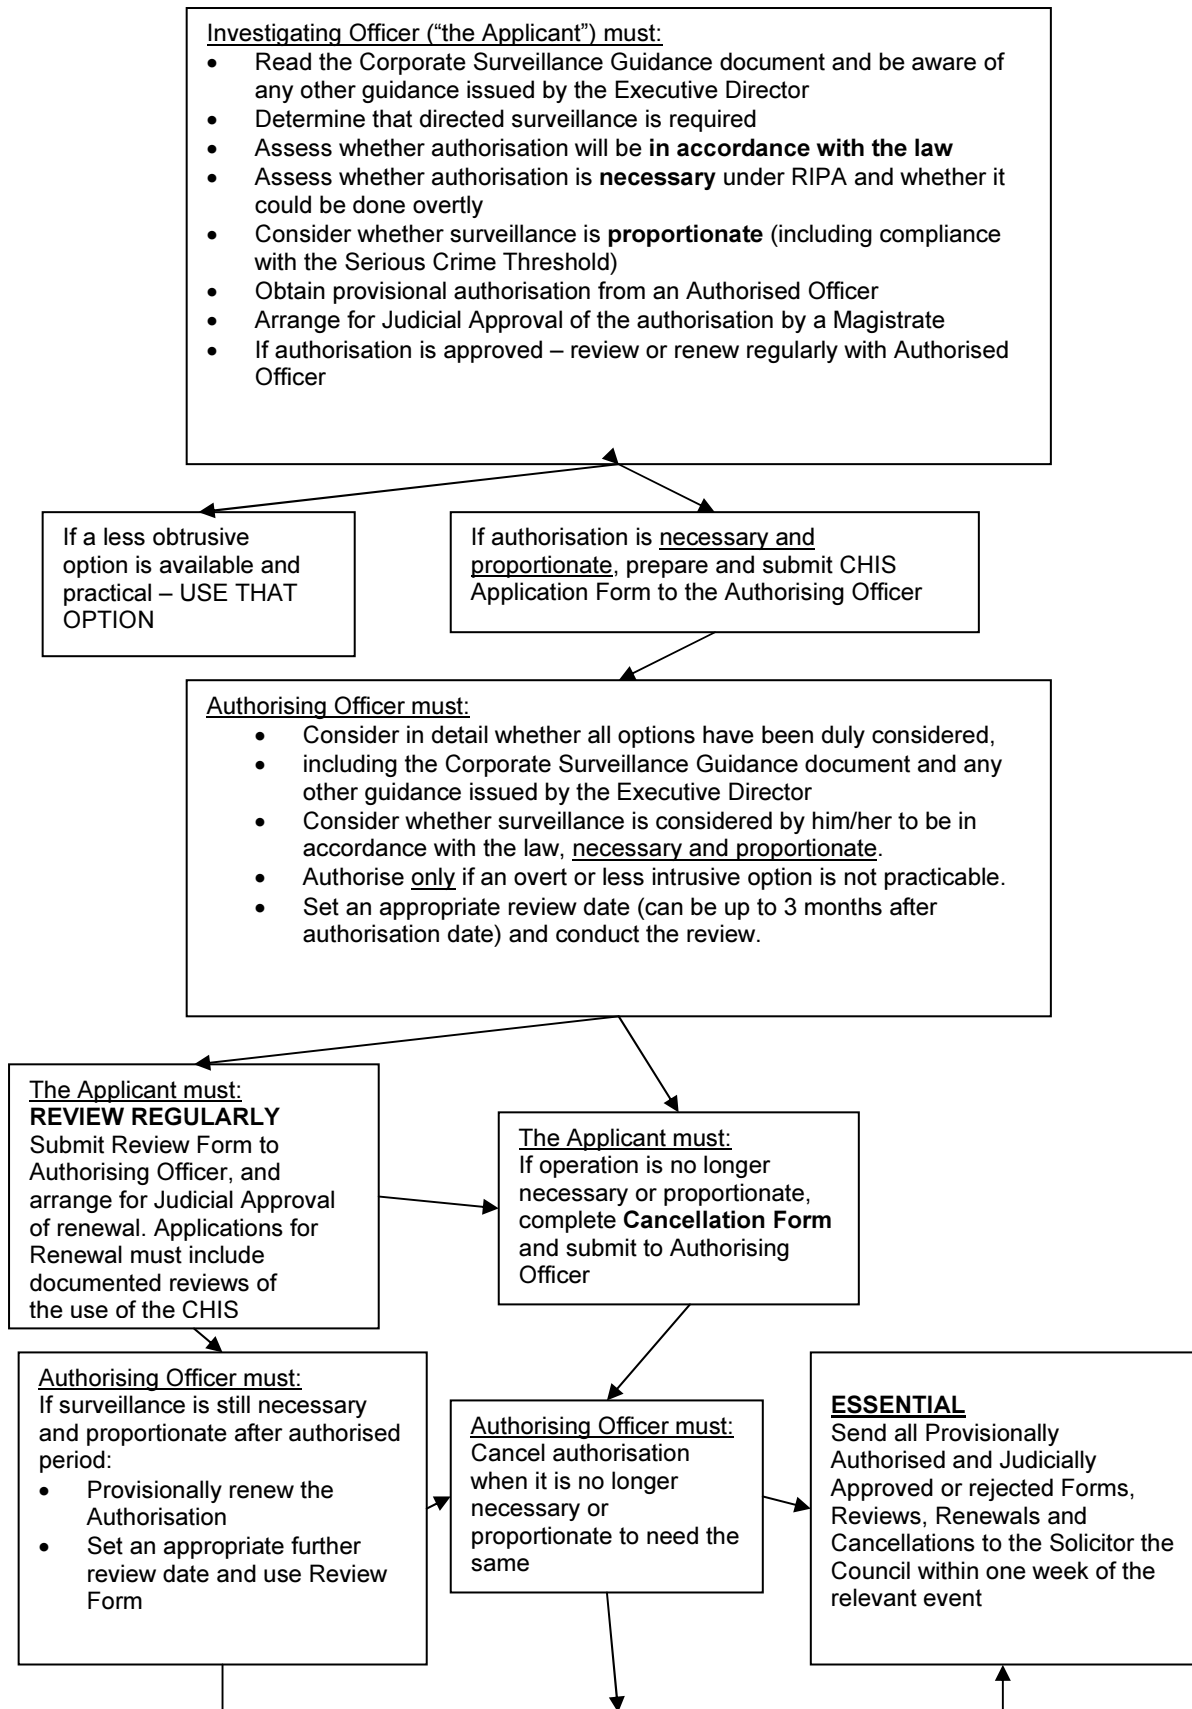 Investigating Officer (“the Applicant”) must:
• Read the Corporate Surveillance Guidance document and be aware of
any other guidance issued by the Executive Director
• Determine that directed surveillance is required
• Assess whether authorisation will be in accordance with the law
• Assess whether authorisation is necessary under RIPA and whether it
could be done overtly
• Consider whether surveillance is proportionate (including compliance
with the Serious Crime Threshold)
• Obtain provisional authorisation from an Authorised Officer
• Arrange for Judicial Approval of the authorisation by a Magistrate
• If authorisation is approved – review or renew regularly with Authorised
Officer
If a less obtrusive
option is available and
practical – USE THAT
OPTION
If authorisation is necessary and
proportionate, prepare and submit CHIS
Application Form to the Authorising Officer
Authorising Officer must:
• Consider in detail whether all options have been duly considered,
• including the Corporate Surveillance Guidance document and any
other guidance issued by the Executive Director
• Consider whether surveillance is considered by him/her to be in
accordance with the law, necessary and proportionate.
• Authorise only if an overt or less intrusive option is not practicable.
• Set an appropriate review date (can be up to 3 months after
authorisation date) and conduct the review.
The Applicant must:
REVIEW REGULARLY
Submit Review Form to
Authorising Officer, and
arrange for Judicial Approval
of renewal. Applications for
Renewal must include
documented reviews of
the use of the CHIS
The Applicant must:
If operation is no longer
necessary or proportionate,
complete Cancellation Form
and submit to Authorising
Officer
Authorising Officer must:
If surveillance is still necessary
and proportionate after authorised
period:
• Provisionally renew the
Authorisation
• Set an appropriate further
review date and use Review
Form
Authorising Officer must:
Cancel authorisation
when it is no longer
necessary or
proportionate to need the
same
ESSENTIAL
Send all Provisionally
Authorised and Judicially
Approved or rejected Forms,
Reviews, Renewals and
Cancellations to the Solicitor the
Council within one week of the
relevant event